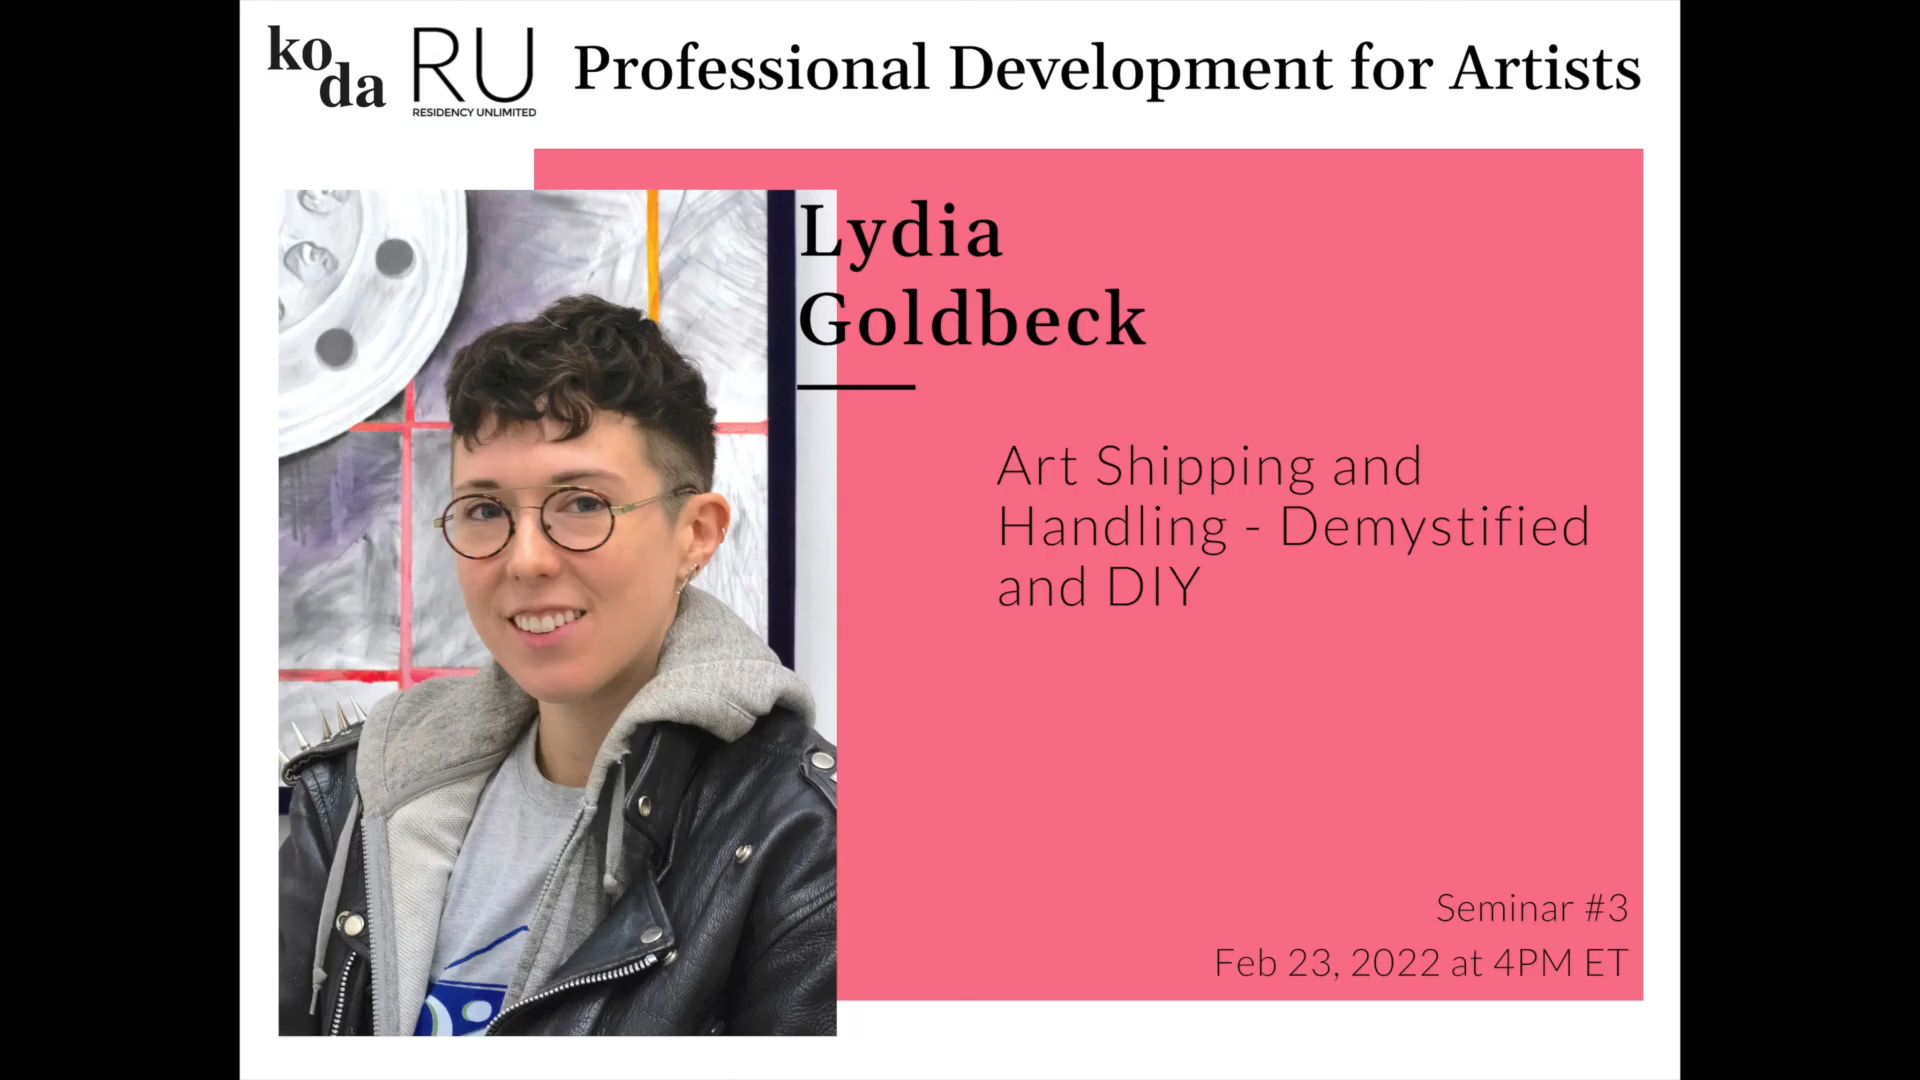 ko
da
RU
RESIDENCY UNLIMITED
Professional Development for Artists
Lydia
Goldbeck
Art Shipping and
Handling - Demystified
and DIY
Seminar #3
Feb 23, 2022 at 4PM ET